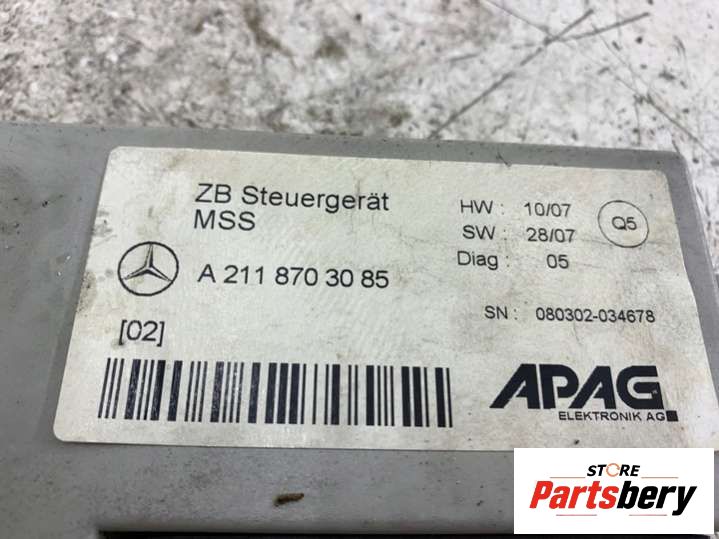 ZB Steuergerät
MSS
A 211 870 30 85
[02]
HW : 10/07
SW : 28/07
Diag : 05
Q5
SN : 080302-034678
APAG
ELEKTRONIK AG
STORE
Partsbery